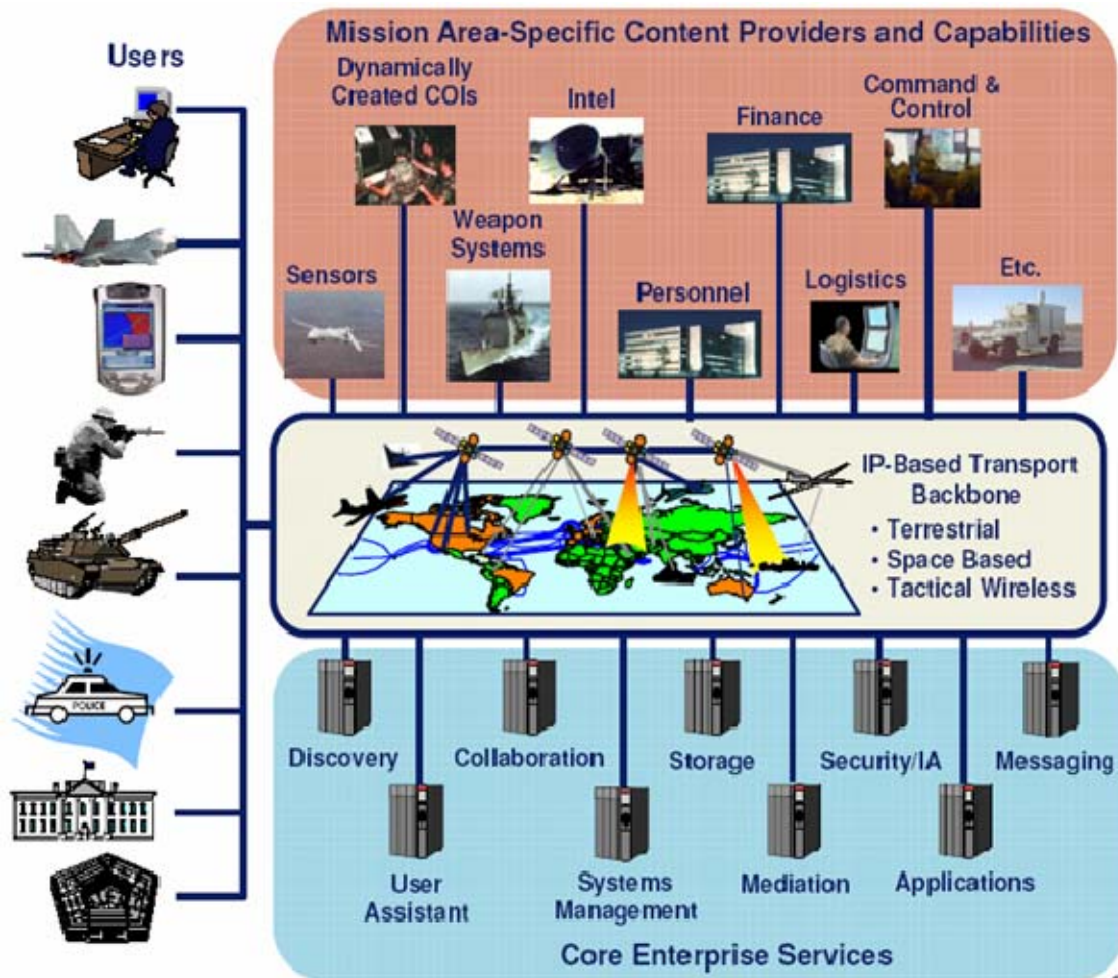 Mission Area-Specific Content Providers and Capabilities
Users
Dynamically
Created COIs
Intel
Finance
Command &
Control
Sensors
Weapon
Systems
Personnel
Logistics
Etc.
IP-Based Transport
Backbone
• Terrestrial
• Space Based
• Tactical Wireless
POLICE
Discovery
Collaboration
Storage
Security/IA
Messaging
User
Assistant
Systems
Management
Mediation
Applications
Core Enterprise Services